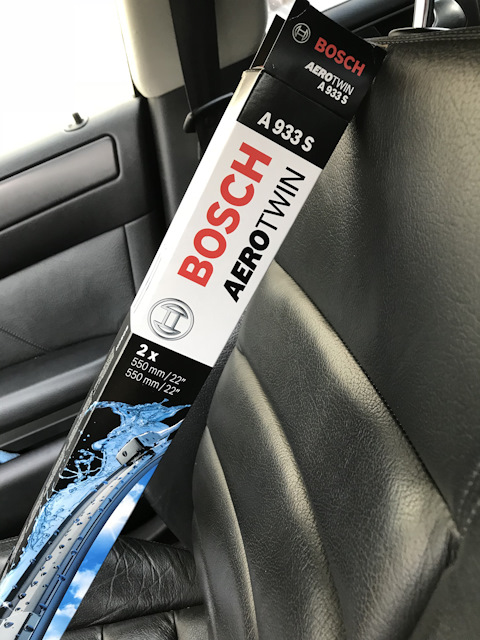 BOSCH
AEROTWIN
A 933 S
A 933 S
BOSCH
AEROTWIN
2 x
550 mm/22"
550 mm/22"